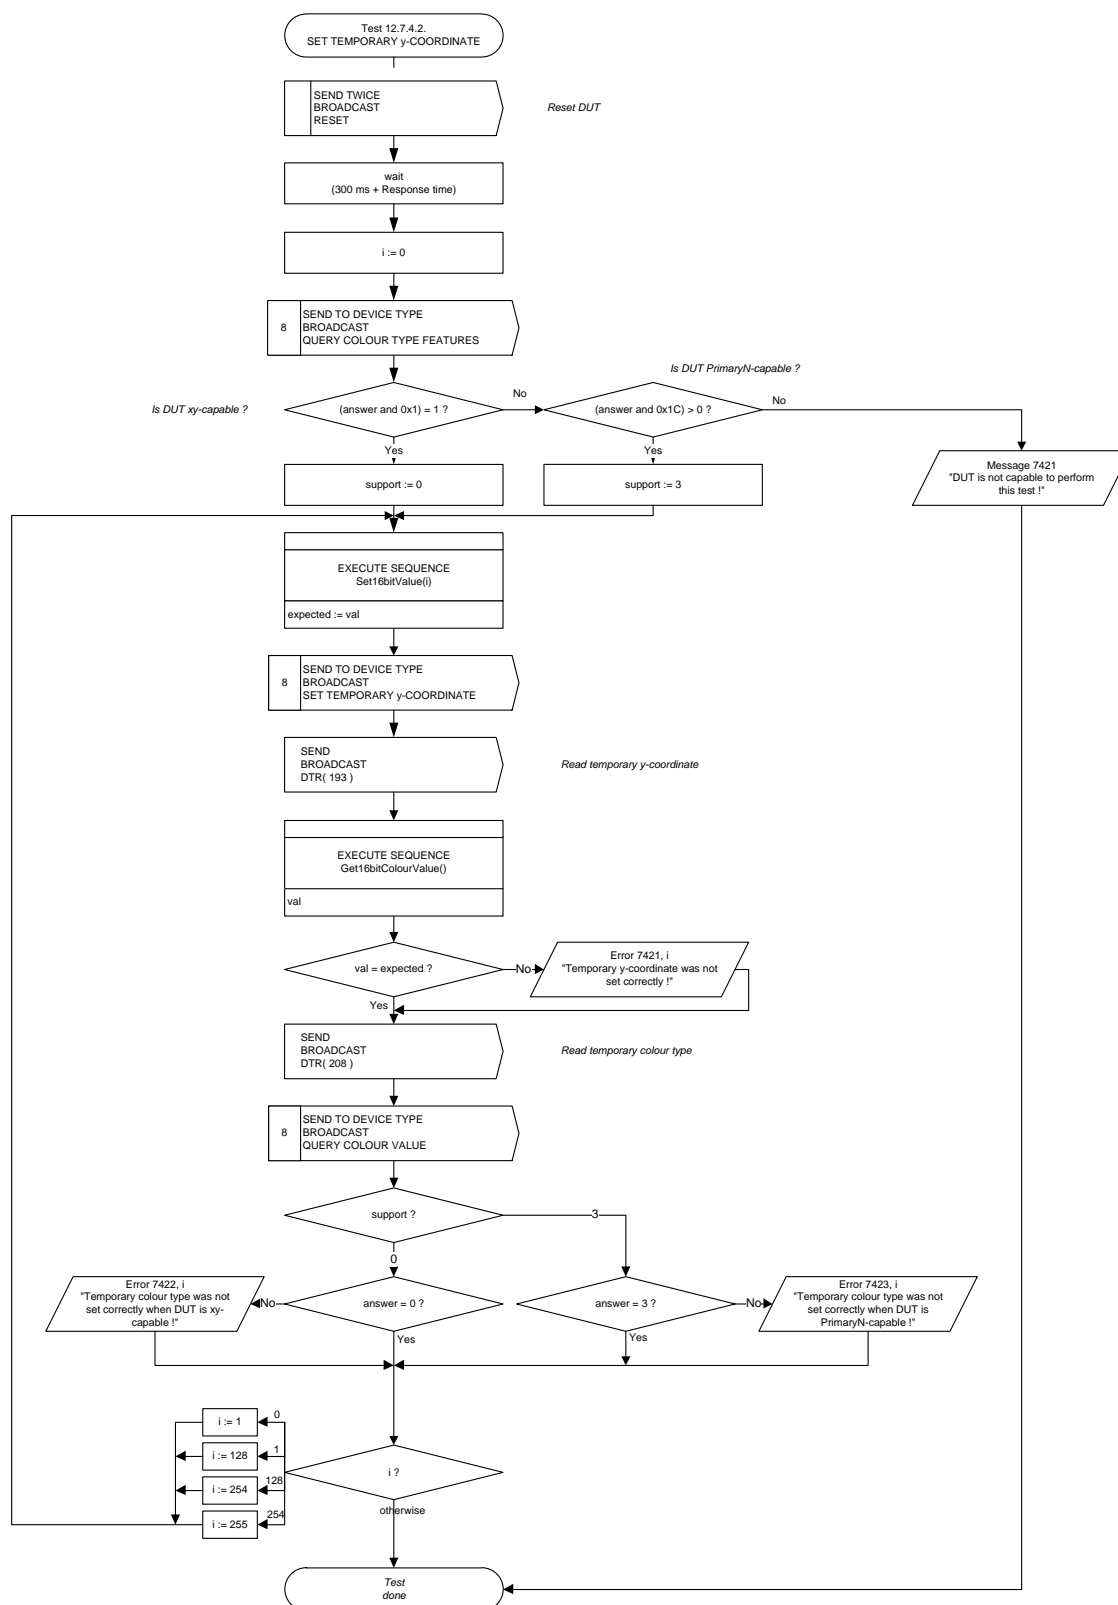 Test 12.7.4.2.
SET TEMPORARY y-COORDINATE
SEND TWICE
BROADCAST
RESET
Reset DUT
wait
(300 ms + Response time)
i := 0
8
SEND TO DEVICE TYPE
BROADCAST
QUERY COLOUR TYPE FEATURES
Is DUT PrimaryN-capable ?
Is DUT xy-capable ?
(answer and 0x1) = 1 ?
No
(answer and 0x1C) > 0 ?
No
Yes
Yes
Message 7421
"DUT is not capable to perform
this test !"
support := 0
support := 3
EXECUTE SEQUENCE
Set16bitValue(i)
expected := val
8
SEND TO DEVICE TYPE
BROADCAST
SET TEMPORARY y-COORDINATE
SEND
BROADCAST
DTR( 193 )
Read temporary y-coordinate
EXECUTE SEQUENCE
Get16bitColourValue()
val
val = expected ?
No
Error 7421, i
"Temporary y-coordinate was not
set correctly !"
Yes
SEND
BROADCAST
DTR( 208 )
Read temporary colour type
8
SEND TO DEVICE TYPE
BROADCAST
QUERY COLOUR VALUE
support ?
3
0
Error 7422, i
"Temporary colour type was not
set correctly when DUT is xy-
capable !"
No
answer = 0 ?
answer = 3 ?
No
Error 7423, i
"Temporary colour type was not
set correctly when DUT is
PrimaryN-capable !"
Yes
Yes
i := 1
0
i := 128
1
i ?
i := 254
128
otherwise
i := 255
254
Test
done